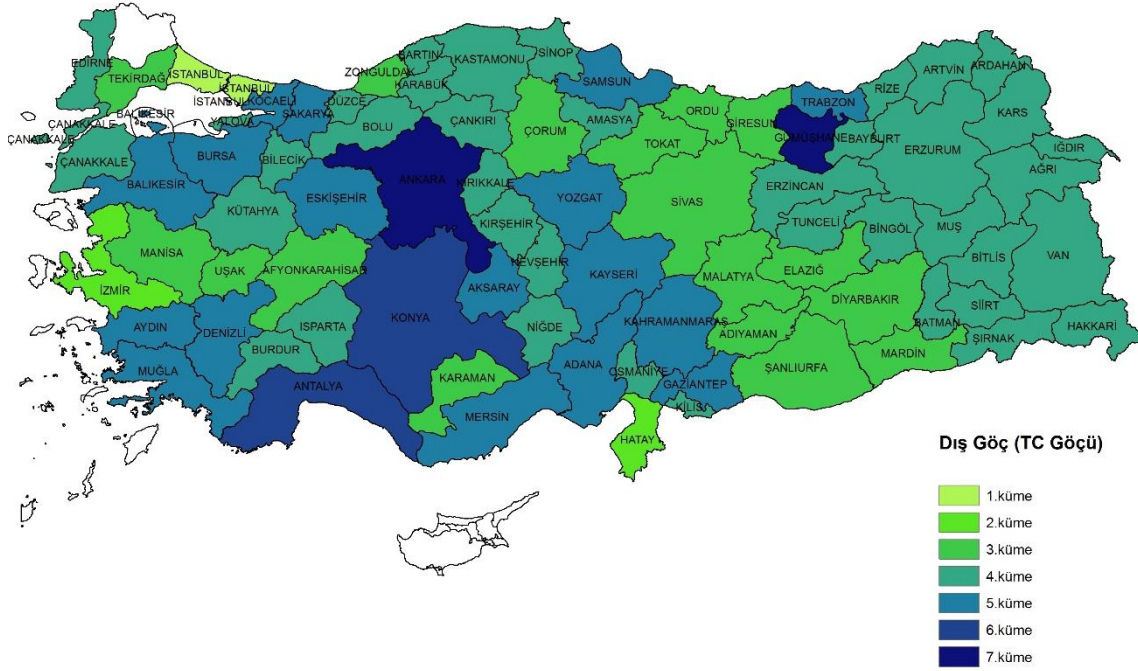 SİNOP
BARTIN
KASTAMONU
ARDAHAN
EDİRNE
TEKİRDAĞ
İSTANBUL
ZONGULDAK
KARABÜK
SAMSUN
ARTVİN
İSTANBUL
İSTANBUL
KOCAELİ
SAKARYA
DÜZCE
TRABZON
RİZE
KARS
BALIKESİR
ÇANAKKALE
YALOVA
BOLU
ÇANKIRI
ÇORUM
AMASYA
ORDU
GİRESUN
GÜMÜŞHANE
BAYBURT
ÇANAKKALE
ÇANAKKALE
BURSA
BİLECİK
TOKAT
ERZURUM
IĞDIR
AĞRI
BALIKESİR
ESKİŞEHİR
ANKARA
KIRIKKALE
YOZGAT
SİVAS
ERZİNCAN
KÜTAHYA
KIRŞEHİR
TUNCELİ
BİNGÖL
MUŞ
MANİSA
UŞAK
AFYONKARAHİSAR
NEVŞEHİR
KAYSERİ
MALATYA
ELAZIĞ
BİTLİS
VAN
İZMİR
AKSARAY
DİYARBAKIR
SİİRT
AYDIN
DENİZLİ
ISPARTA
KONYA
NİĞDE
KAHRAMANMARAŞ
ADIYAMAN
BATMAN
ŞIRNAK
HAKKARİ
BURDUR
MUĞLA
ANTALYA
KARAMAN
ADANA
OSMANİYE
GAZİANTEP
ŞANLIURFA
MARDİN
MERSİN
KİLİS
HATAY
Dış Göç (TC Göçü)
1.küme
2.küme
3.küme
4.küme
5.küme
6.küme
7.küme